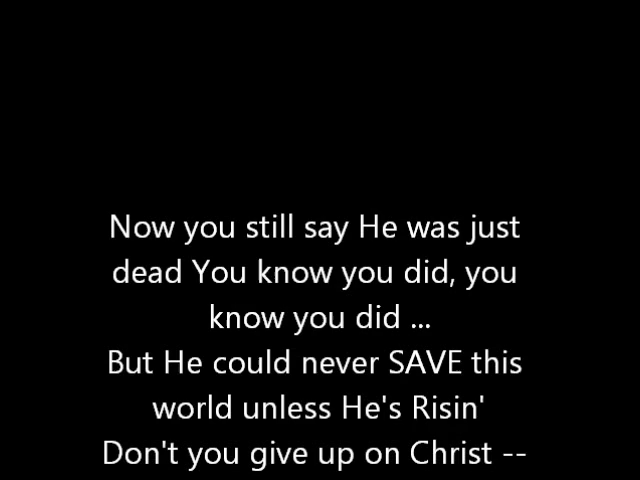 Now you still say He was just
dead You know you did, you
know you did ...
But He could never SAVE this
world unless He's Risin'
Don't you give up on Christ --